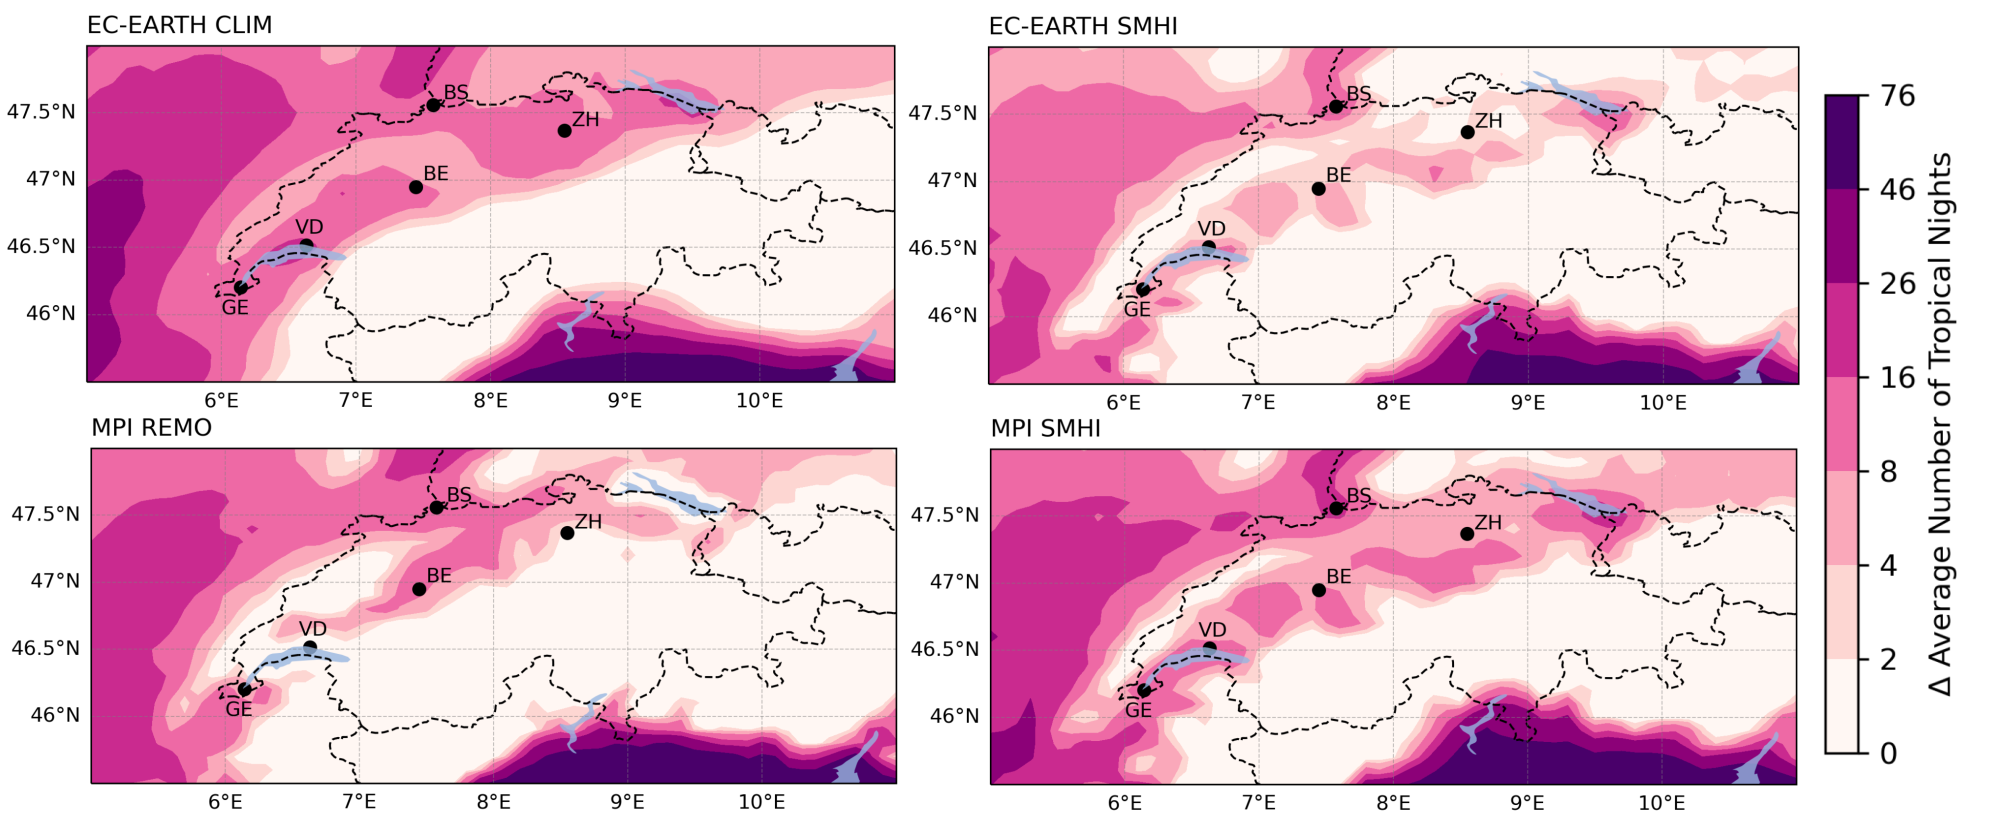 EC-EARTH CLIM
EC-EARTH SMHI
47.5°N
47°N
46.5°N
46°N
BS
ZH
BE
VD
GE
6°E 7°E 8°E 9°E 10°E
47.5°N
47°N
46.5°N
46°N
BS
ZH
BE
VD
GE
6°E 7°E 8°E 9°E 10°E
MPI REMO
MPI SMHI
47.5°N
47°N
46.5°N
46°N
BS
ZH
BE
VD
GE
6°E 7°E 8°E 9°E 10°E
47.5°N
47°N
46.5°N
46°N
BS
ZH
BE
VD
GE
6°E 7°E 8°E 9°E 10°E
76
46
26
16
8
4
2
0
Δ Average Number of Tropical Nights